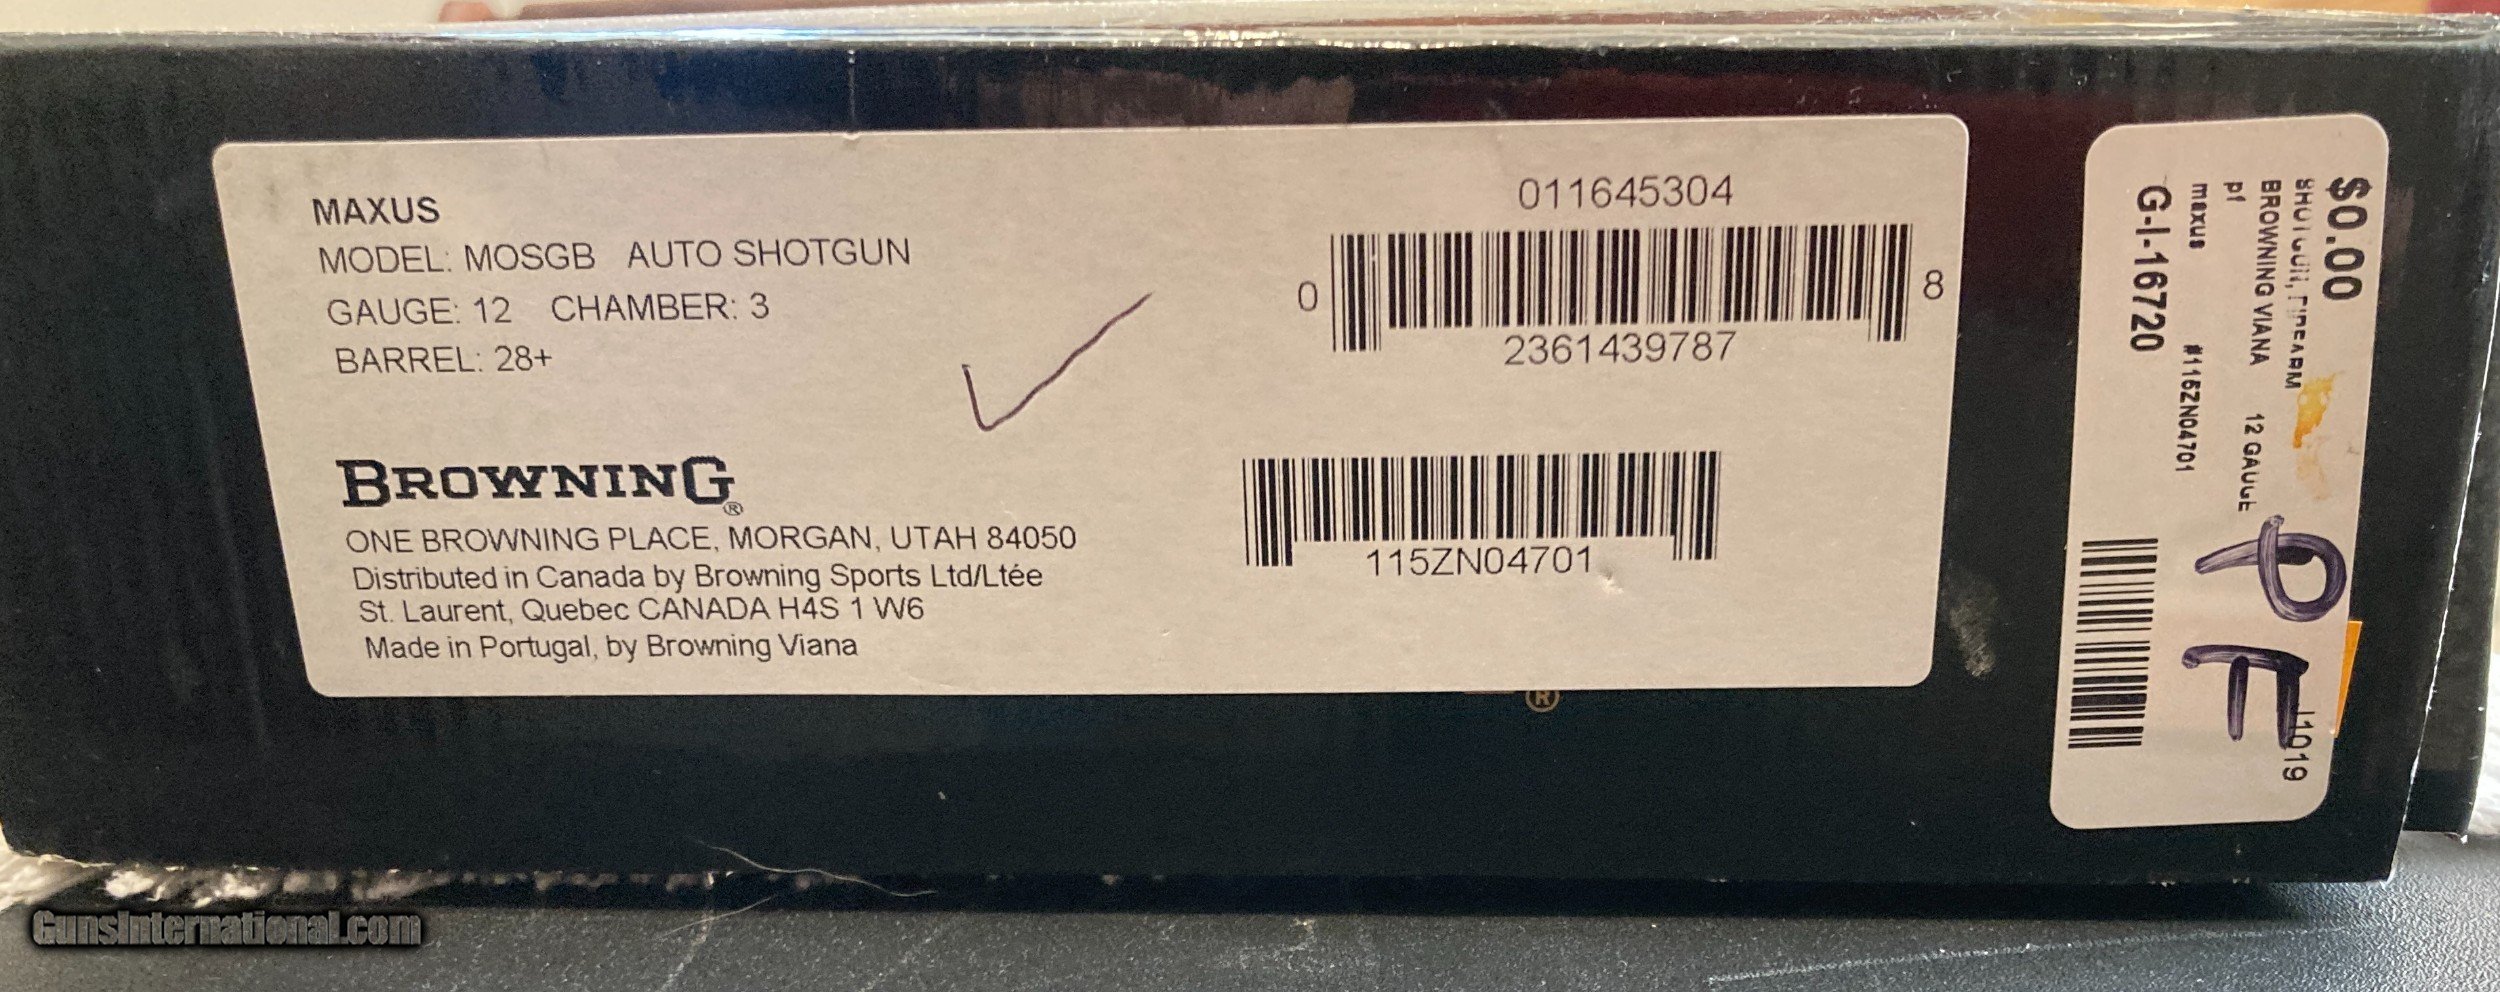 MAXUS
MODEL: MOSGB AUTO SHOTGUN
GAUGE: 12 CHAMBER: 3
BARREL: 28+
BROWNING®
ONE BROWNING PLACE, MORGAN, UTAH 84050
Distributed in Canada by Browning Sports Ltd/Ltée
St. Laurent, Quebec CANADA H4S 1 W6
Made in Portugal, by Browning Viana
011645304
0 2361439787 8
115ZN04701
®
$0.00
SHOTGUN, FIREARM
BROWNING VIANA 12 GAUGE
pf
maxus #115ZN04701
G-I-16720
PF
11019
GunsInternational.com